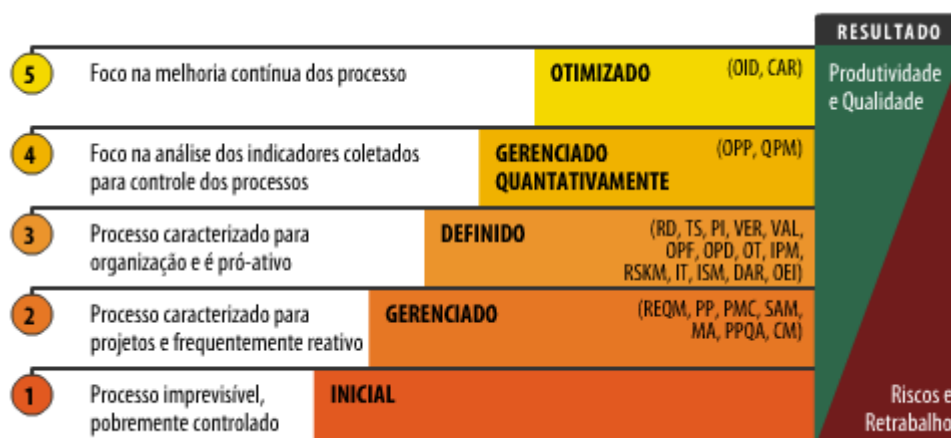 RESULTADO
5
Foco na melhoria contínua dos processo
OTIMIZADO
(OID, CAR)
Produtividade
e Qualidade
4
Foco na análise dos indicadores coletados
para controle dos processos
GERENCIADO
QUANTATIVAMENTE
(OPP, QPM)
3
Processo caracterizado para
organização e é pró-ativo
DEFINIDO
(RD, TS, PI, VER, VAL,
OPF, OPD, OT, IPM,
RSKM, IT, ISM, DAR, OEI)
2
Processo caracterizado para
projetos e frequentemente reativo
GERENCIADO
(REQM, PP, PMC, SAM,
MA, PPQA, CM)
1
Processo imprevisível,
pobremente controlado
INICIAL
Riscos e
Retrabalho